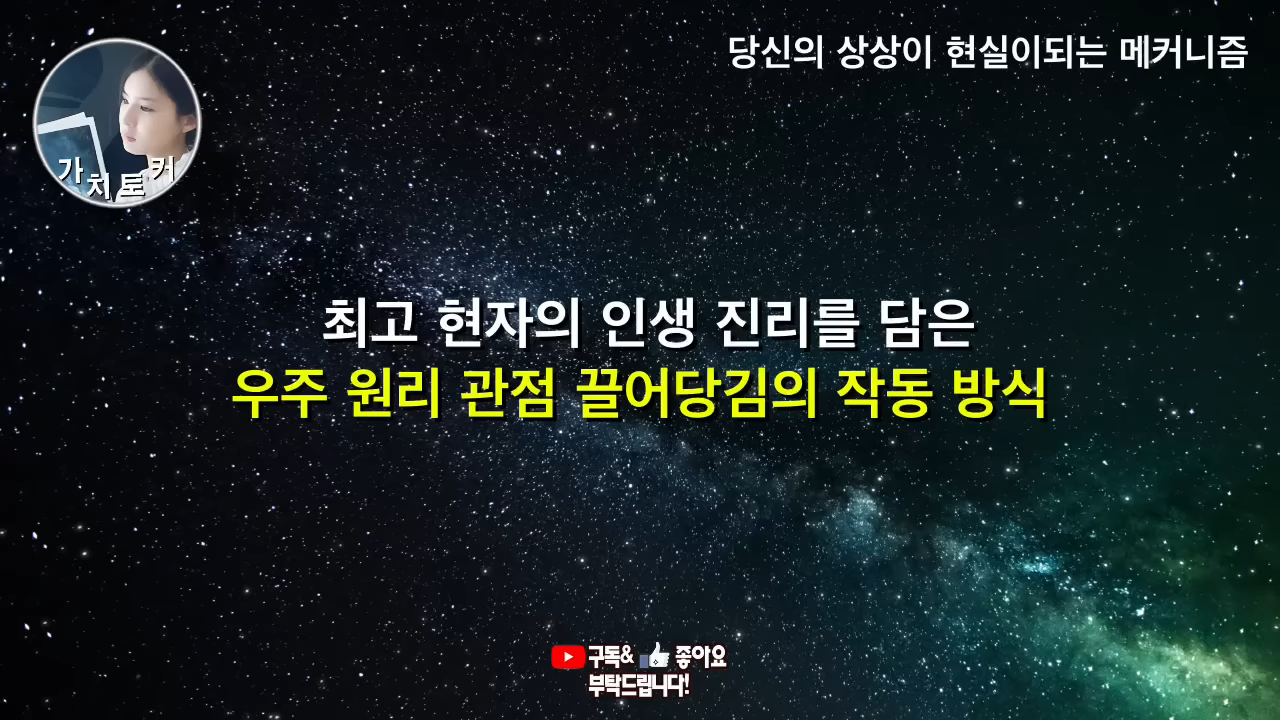 당신의 상상이 현실이되는 메커니즘
가치토커
최고 현자의 인생 진리를 담은
우주 원리 관점 끌어당김의 작동 방식
구독& 좋아요
부탁드립니다!